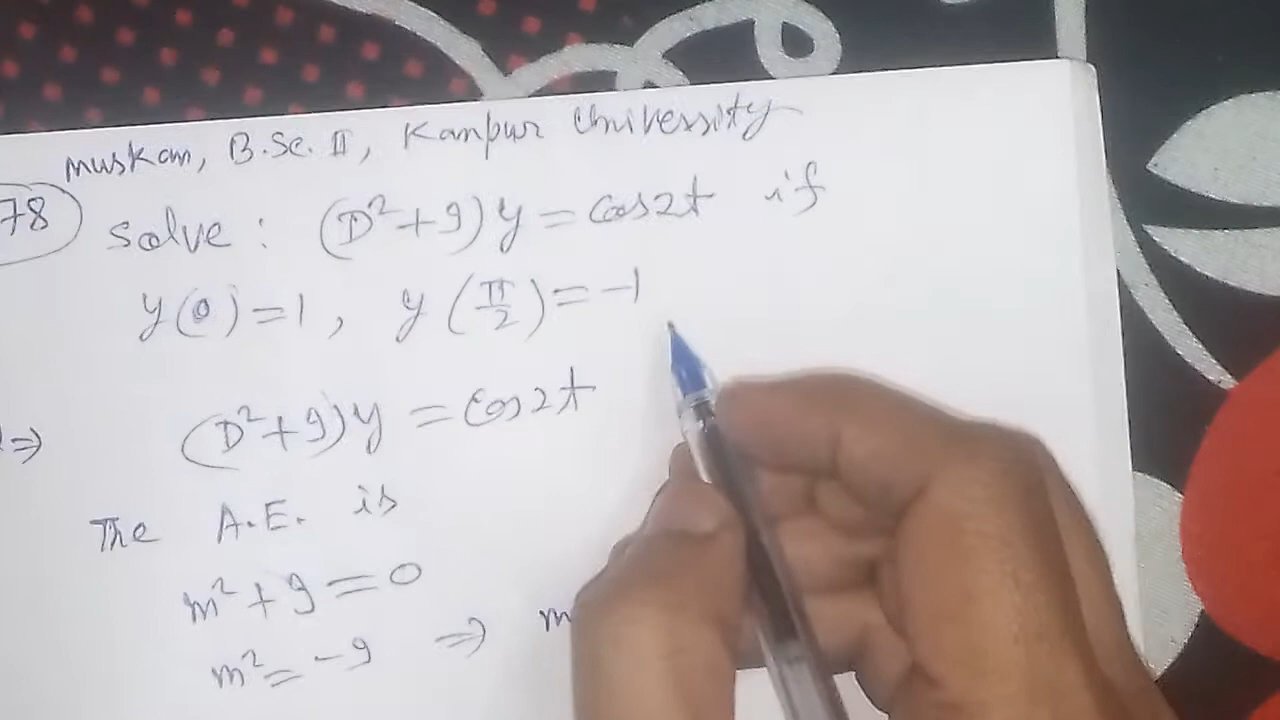 Muskan, B.Sc. II, Kanpur University
78) Solve : (D²+9)y = Cos2t if
y(0)=1, y(π/2)=-1
⇒ (D²+9)y = Cos2t
The A.E. is
m²+9=0
m²=-9 ⇒ m